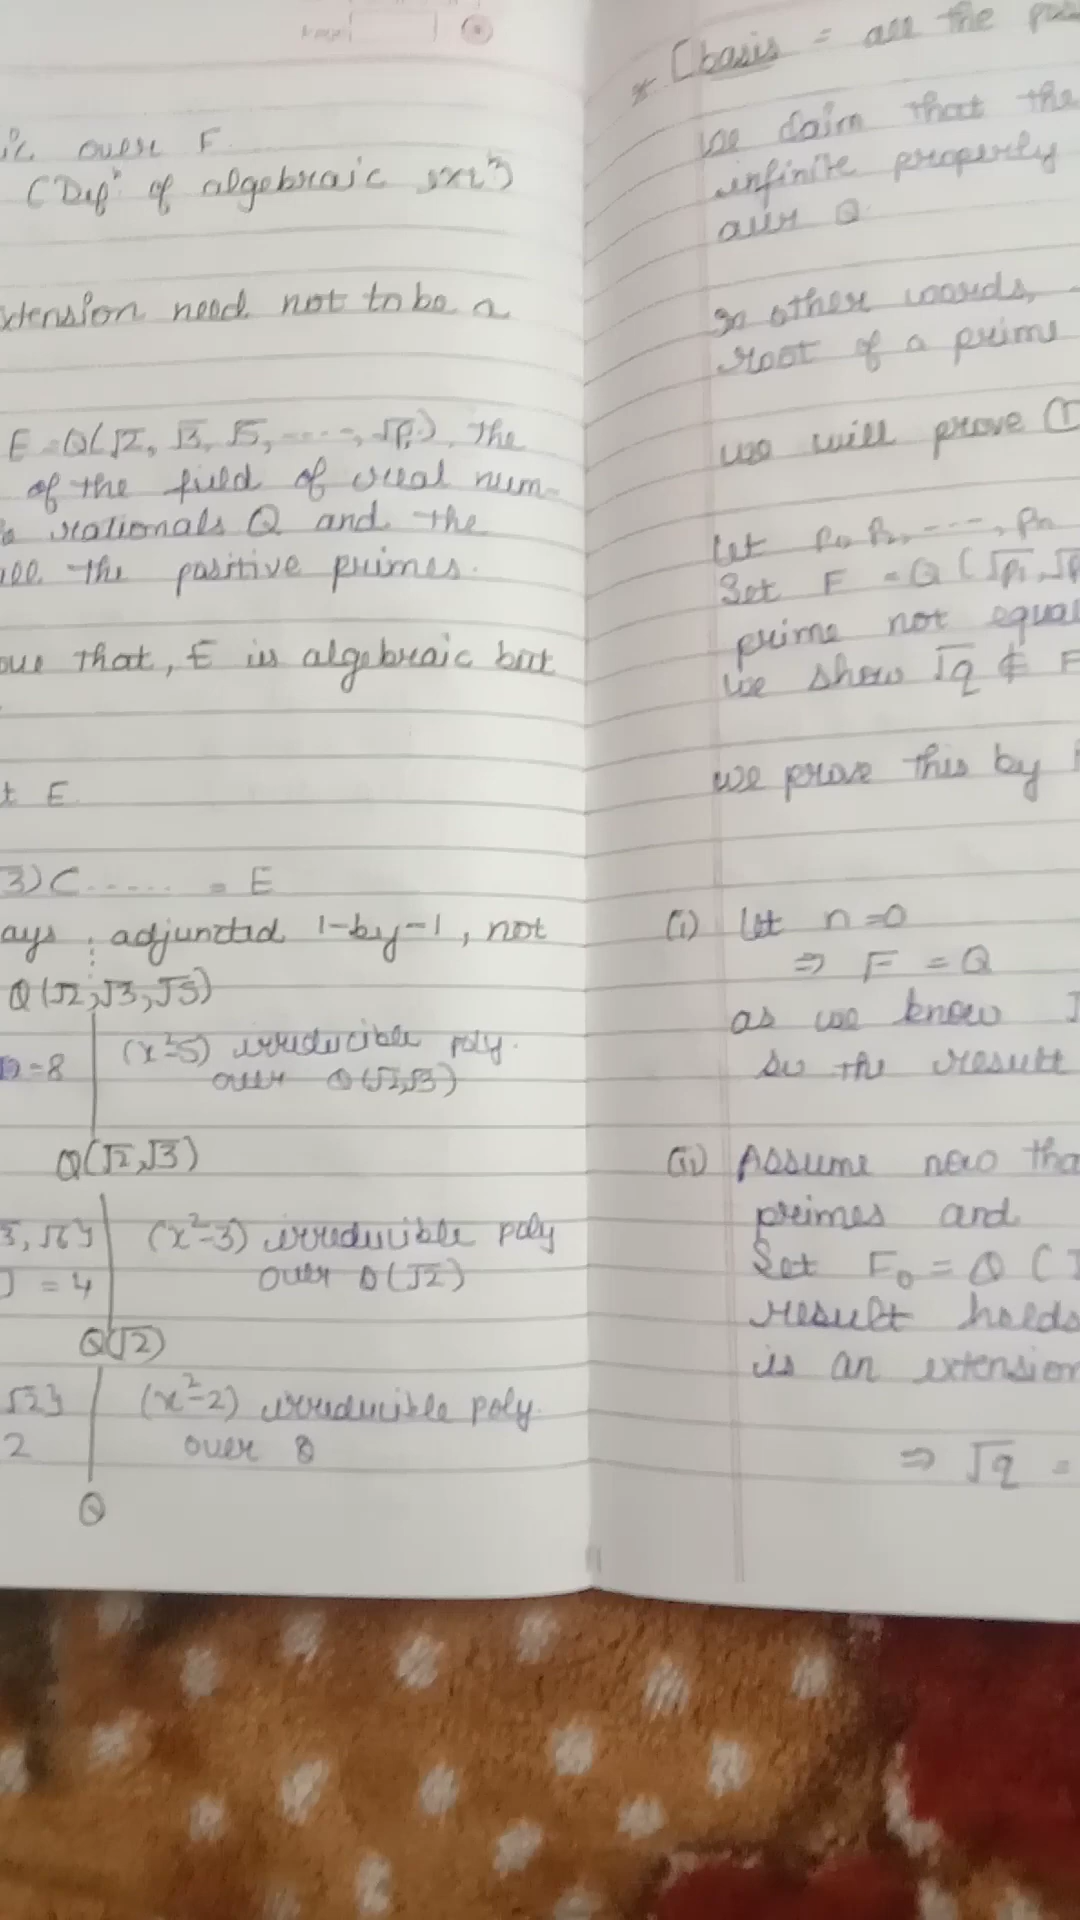 over F.
(Defⁿ of algebraic extⁿ)
xtension need not to be a
E = Q(√2, √3, √5, ----, √pᵢ), the
of the field of real num-
rationals Q and the
all the positive primes.
that, E is algebraic but
E
3) C ...... = E
ays : adjuncted 1-by-1, not
Q(√2, √3, √5)
= 8 (x²-5) irreducible poly.
over Q(√2,√3)
Q(√2,√3)
(x²-3) irreducible poly
= 4 over Q(√2)
Q(√2)
(x²-2) irreducible poly.
2 over Q
Q
* [basis = all the
we claim that the
infinite property
over Q.
In other words,
root of a prime
we will prove
Let p₁, p₂, ----, pn
Set F = Q (√p₁,
prime not equal
we show √q ∉ F
we prove this by
(i) Let n = 0
⇒ F = Q
as we know
so the result
(ii) Assume now tha
primes and
Set F₀ = Q (
result holds
is an extension
⇒ √q =